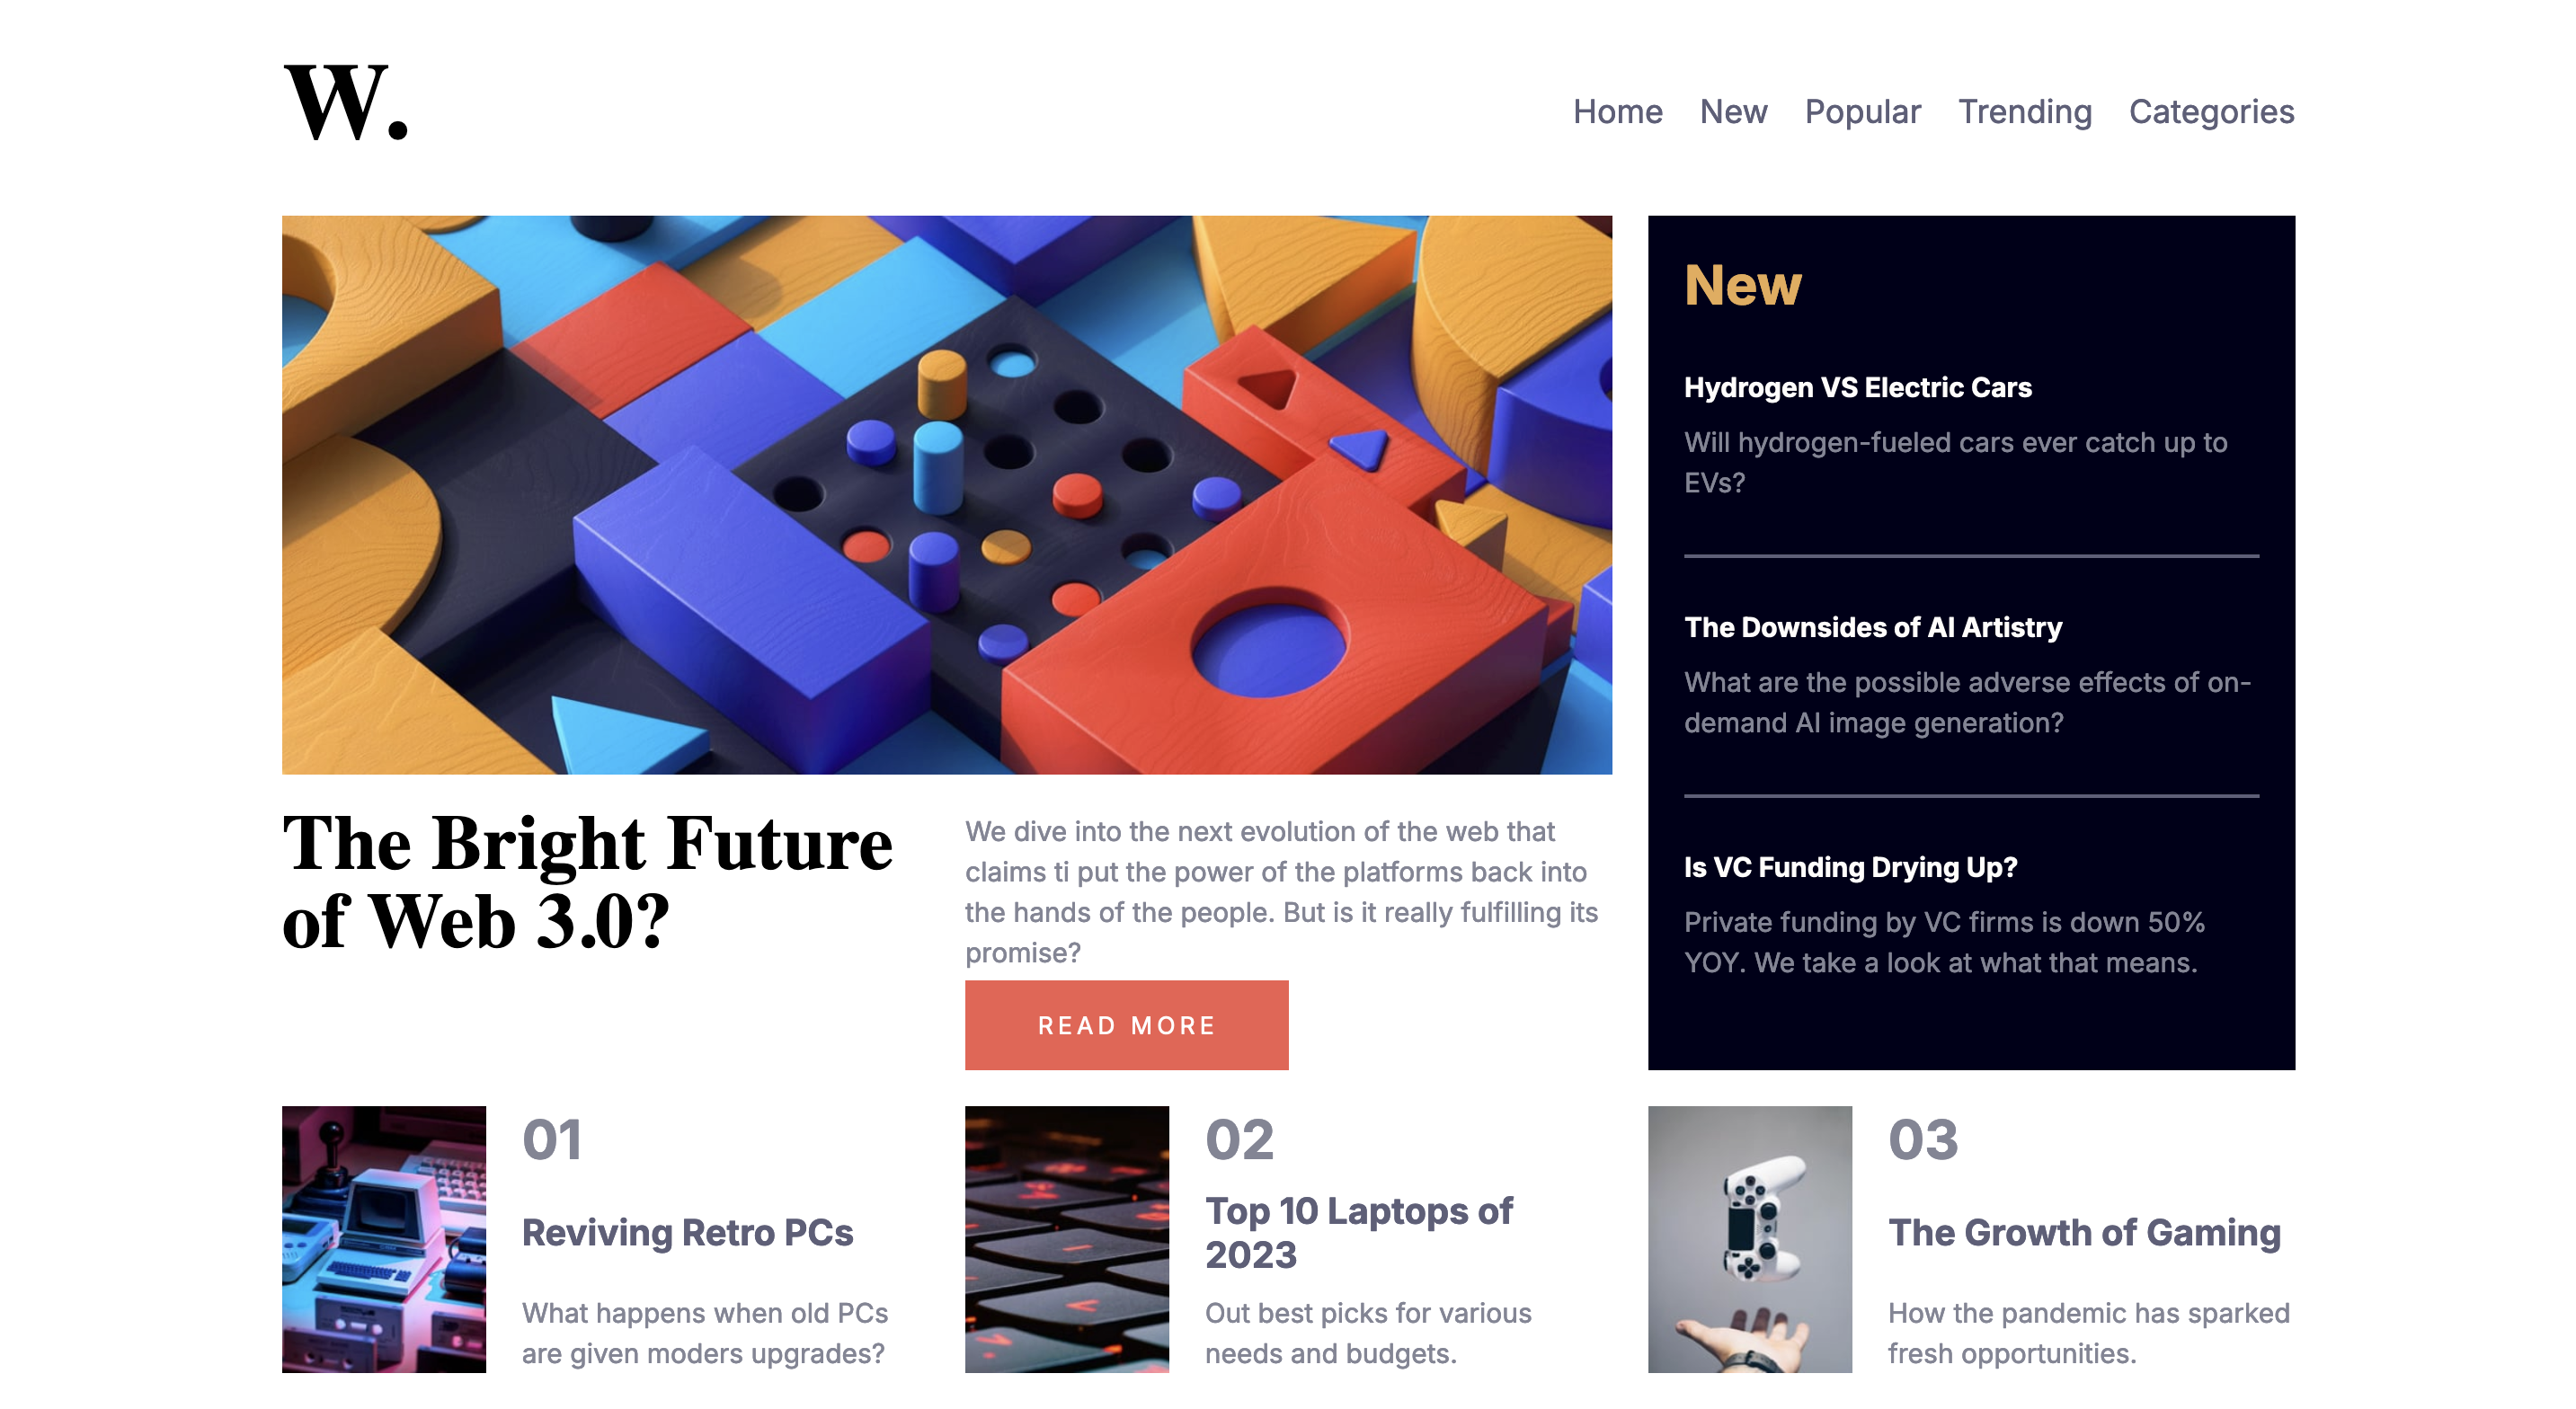 W.
Home New Popular Trending Categories
The Bright Future
of Web 3.0?
We dive into the next evolution of the web that
claims ti put the power of the platforms back into
the hands of the people. But is it really fulfilling its
promise?
READ MORE
New
Hydrogen VS Electric Cars
Will hydrogen-fueled cars ever catch up to
EVs?
The Downsides of AI Artistry
What are the possible adverse effects of on-
demand AI image generation?
Is VC Funding Drying Up?
Private funding by VC firms is down 50%
YOY. We take a look at what that means.
01
Reviving Retro PCs
What happens when old PCs
are given moders upgrades?
02
Top 10 Laptops of
2023
Out best picks for various
needs and budgets.
03
The Growth of Gaming
How the pandemic has sparked
fresh opportunities.